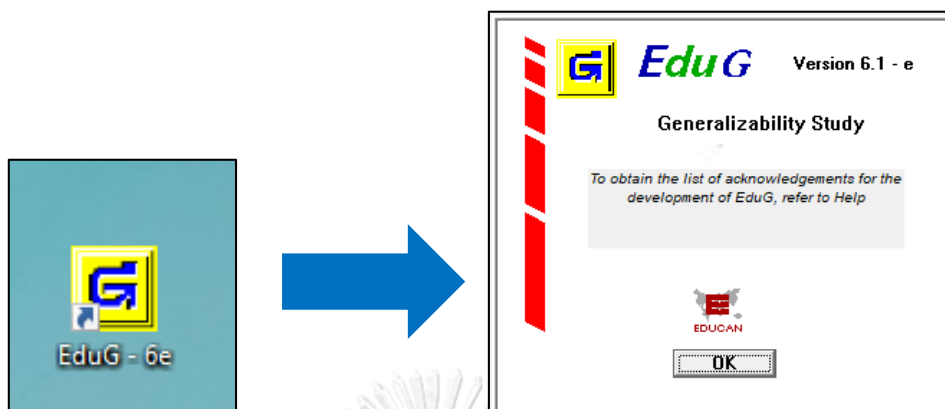 EduG - 6e
EduG Version 6.1 - e
Generalizability Study
To obtain the list of acknowledgements for the
development of EduG, refer to Help
EDUCAN
OK